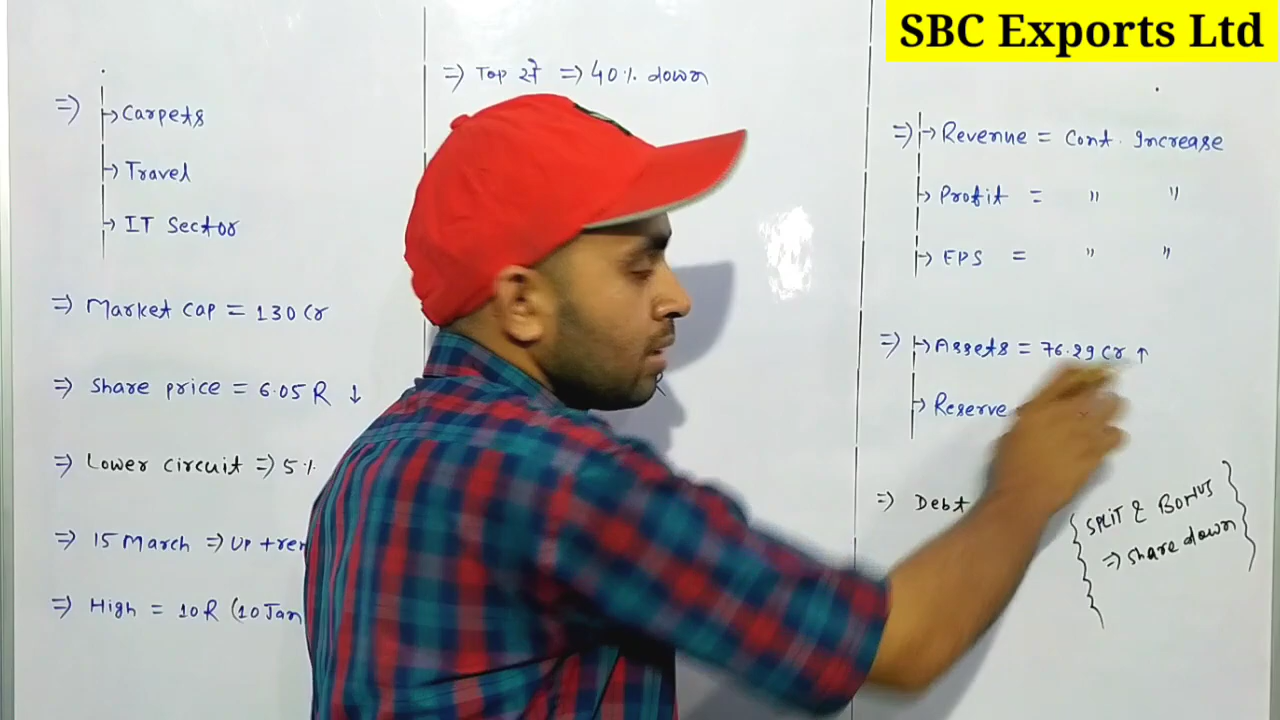 SBC Exports Ltd
=> Carpets
-> Travel
-> IT Sector
=> Market cap = 130 Cr
=> Share price = 6.05 R ↓
=> Lower circuit => 5%
=> 15 March => UP +ren
=> High = 10 R (10 Jan
=> Top से => 40% down
R
=> -> Revenue = Cont. Increase
-> Profit = " "
-> EPS = " "
=> -> Assets = 76.29 Cr ↑
-> Reserve
=> Debt
SPLIT & BONUS
=> Share down